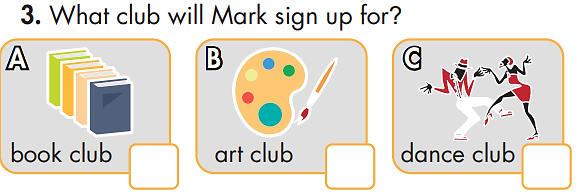 3. What club will Mark sign up for?
A B C
book club art club dance club